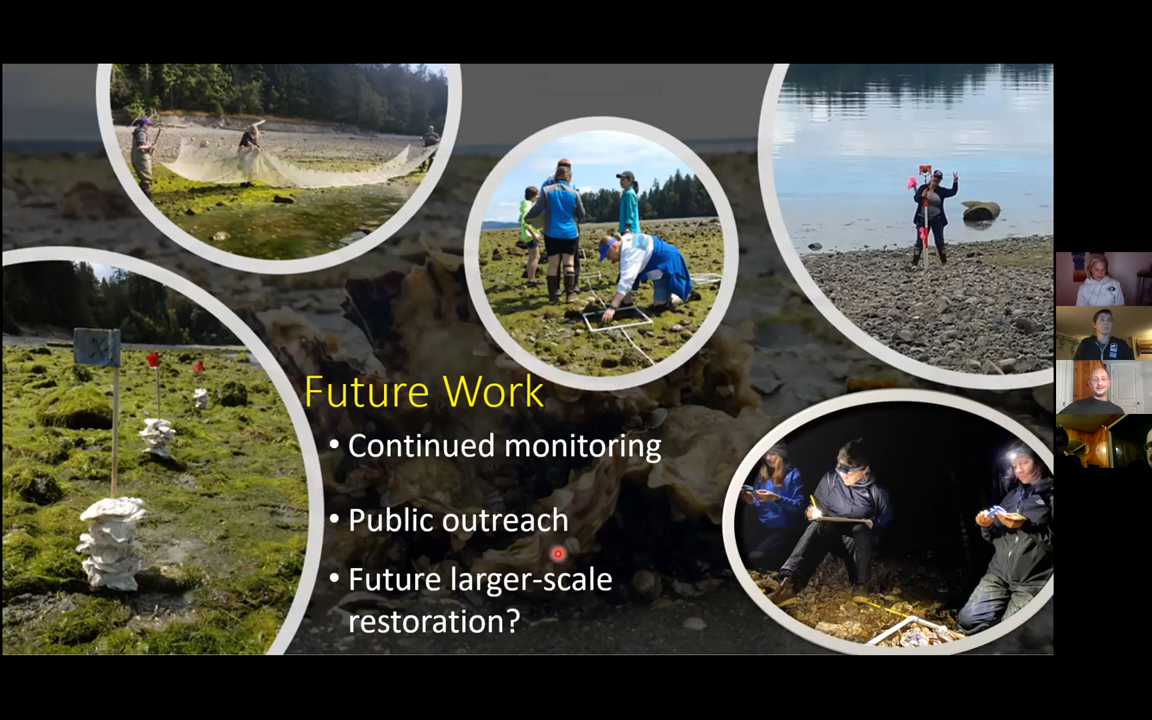 Future Work
• Continued monitoring
• Public outreach
• Future larger-scale
restoration?